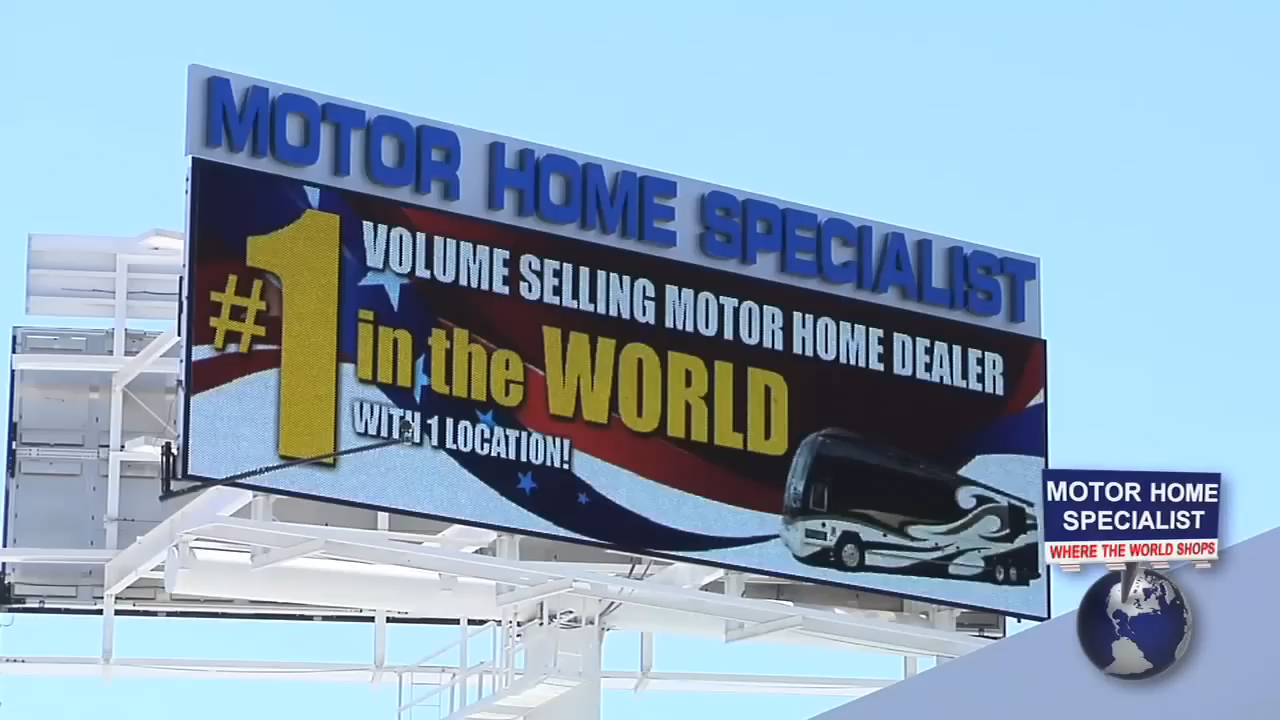 MOTOR HOME SPECIALIST
#1 VOLUME SELLING MOTOR HOME DEALER
in the WORLD
WITH 1 LOCATION!
MOTOR HOME
SPECIALIST
WHERE THE WORLD SHOPS